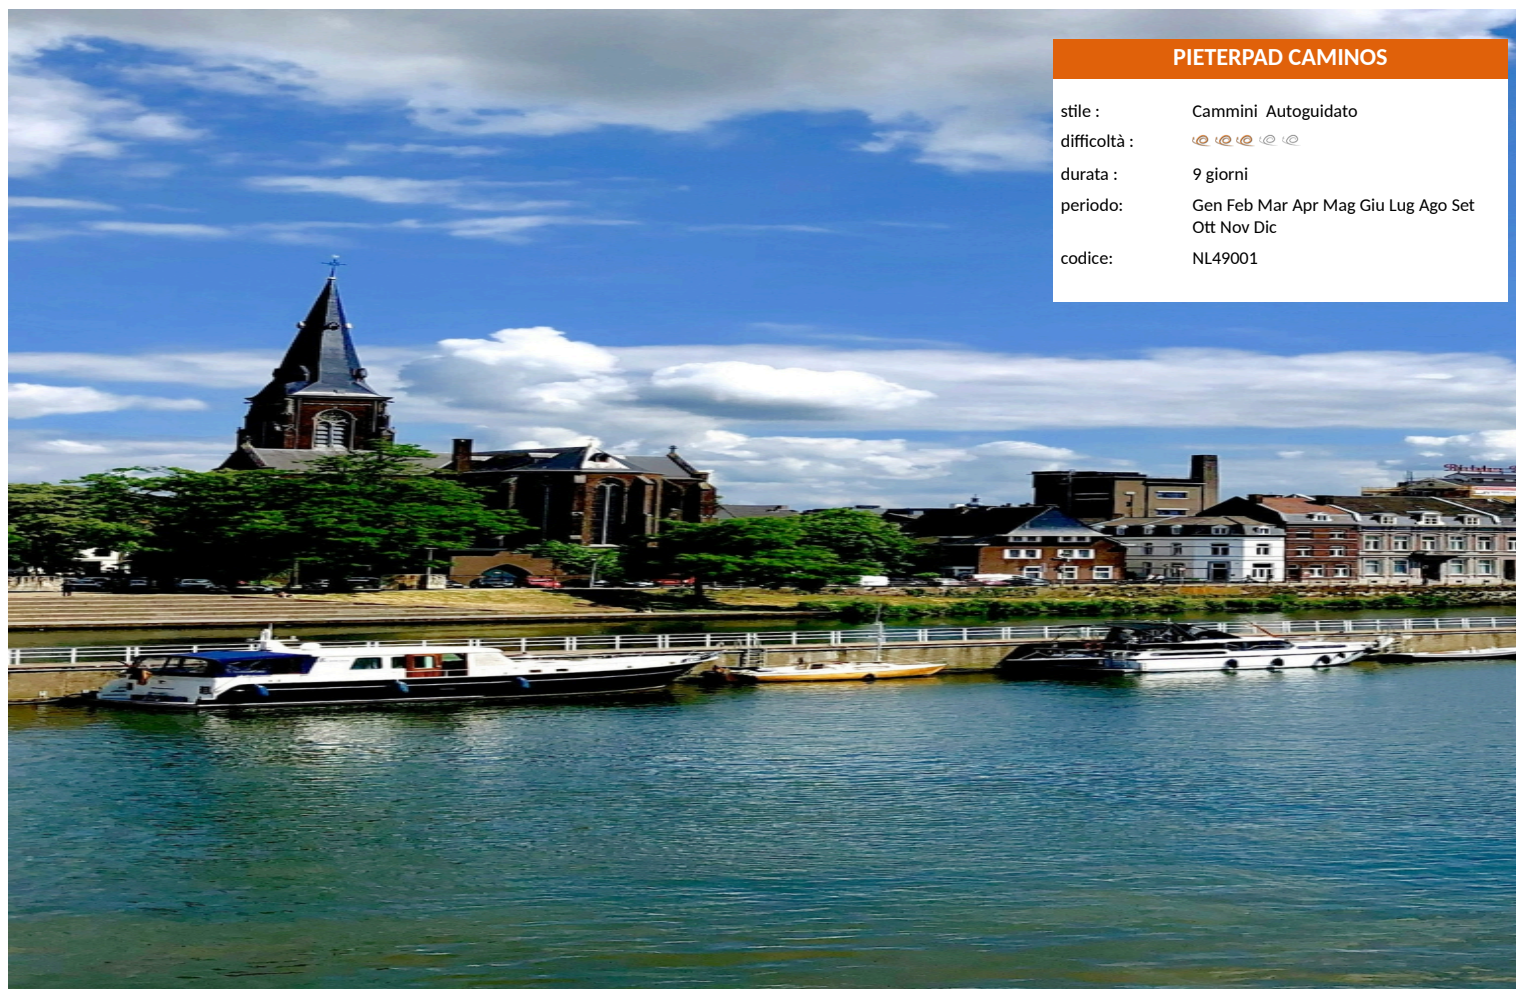 PIETERPAD CAMINOS
stile : Cammini Autoguidato
difficoltà :
durata : 9 giorni
periodo: Gen Feb Mar Apr Mag Giu Lug Ago Set
Ott Nov Dic
codice: NL49001